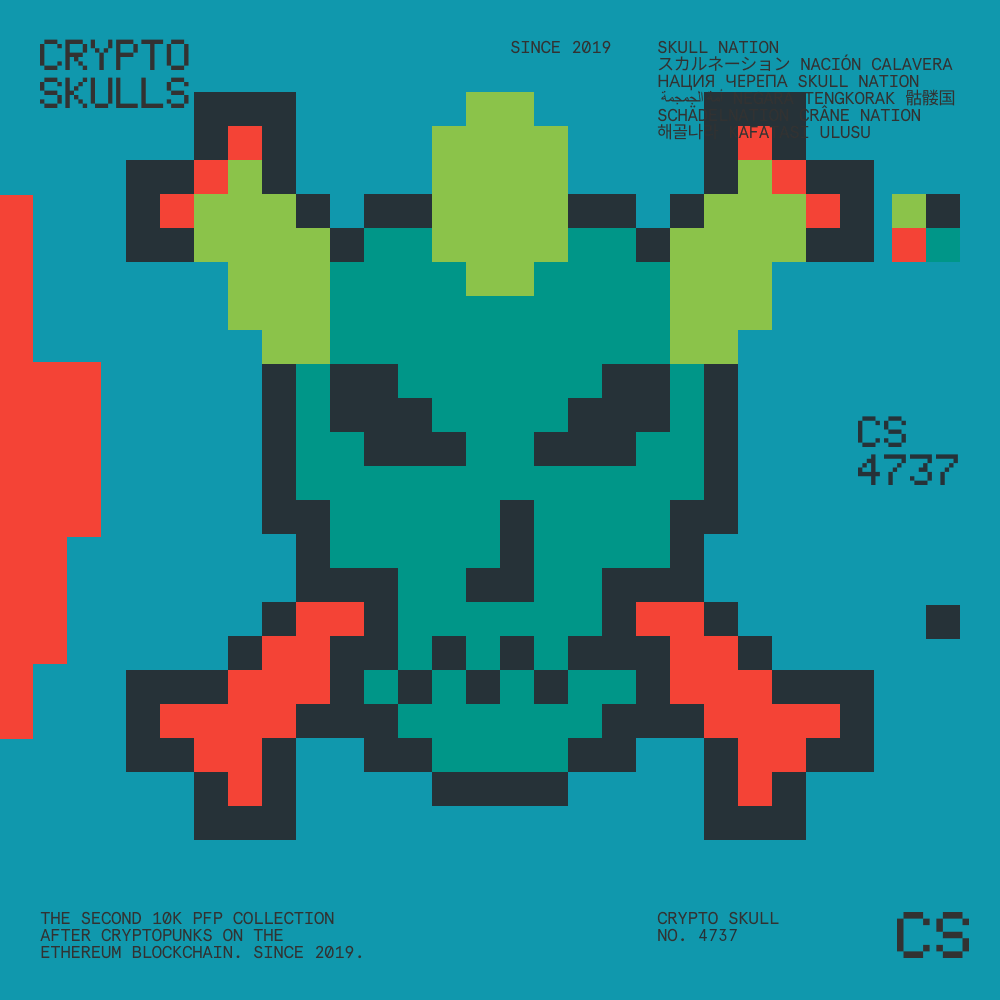 CRYPTO
SKULLS
SINCE 2019
SKULL NATION
スカルネーション NACIÓN CALAVERA
НАЦИЯ ЧЕРЕПА SKULL NATION
الجمجمة TENGKORAK 骷髅国
CRÂNE NATION
ULUSU
CS
4737
THE SECOND 10K PFP COLLECTION
AFTER CRYPTOPUNKS ON THE
ETHEREUM BLOCKCHAIN. SINCE 2019.
CRYPTO SKULL
NO. 4737
CS